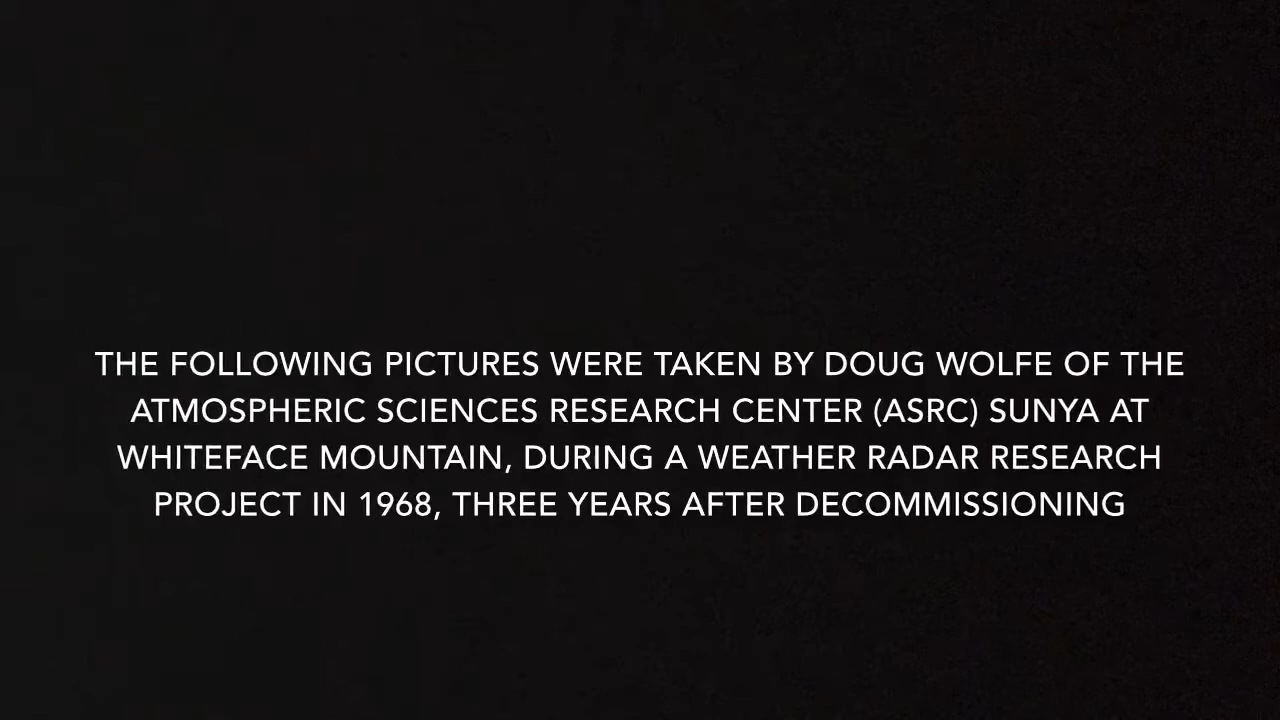 THE FOLLOWING PICTURES WERE TAKEN BY DOUG WOLFE OF THE
ATMOSPHERIC SCIENCES RESEARCH CENTER (ASRC) SUNYA AT
WHITEFACE MOUNTAIN, DURING A WEATHER RADAR RESEARCH
PROJECT IN 1968, THREE YEARS AFTER DECOMMISSIONING